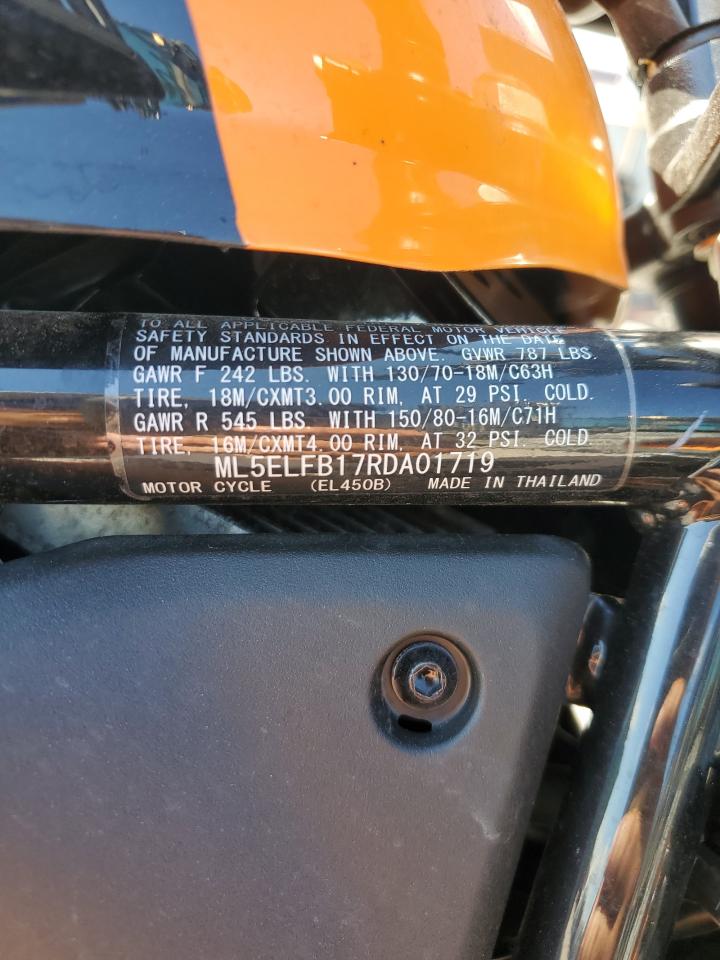 TO ALL APPLICABLE FEDERAL MOTOR VEHICLE
SAFETY STANDARDS IN EFFECT ON THE DATE
OF MANUFACTURE SHOWN ABOVE. GVWR 787 LBS.
GAWR F 242 LBS. WITH 130/70-18M/C63H
TIRE, 18M/CXMT3.00 RIM, AT 29 PSI. COLD.
GAWR R 545 LBS. WITH 150/80-16M/C71H
TIRE, 16M/CXMT4.00 RIM, AT 32 PSI. COLD.
ML5ELFB17RDA01719
MOTOR CYCLE (EL450B) MADE IN THAILAND